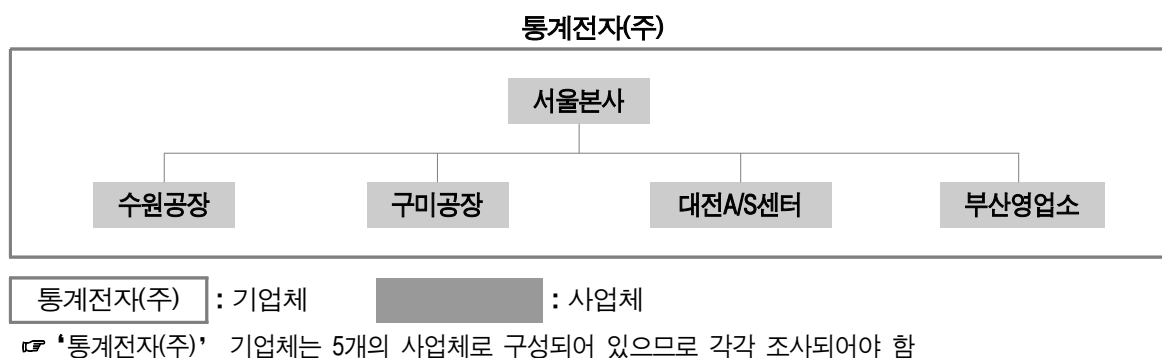 통계전자(주)
서울본사
수원공장 구미공장 대전A/S센터 부산영업소
통계전자(주) : 기업체 : 사업체
☞ ‘통계전자(주)’ 기업체는 5개의 사업체로 구성되어 있으므로 각각 조사되어야 함